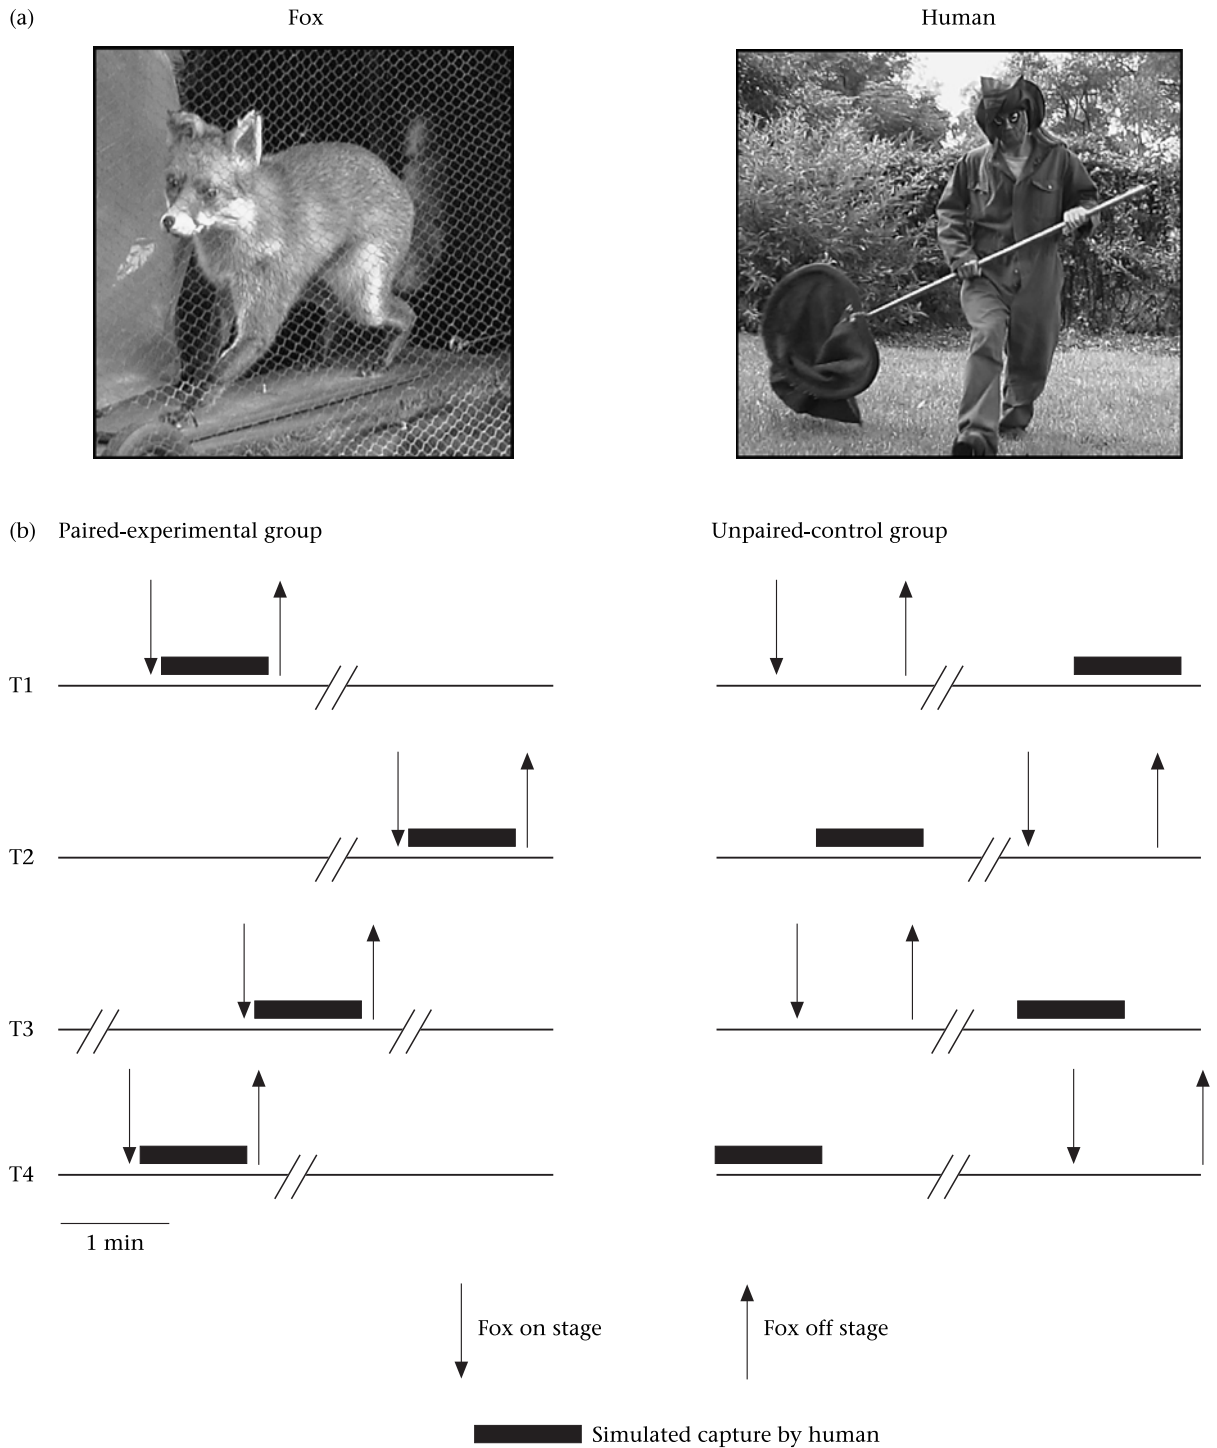 (a)
Fox
Human
(b) Paired-experimental group
Unpaired-control group
T1
T2
T3
T4
1 min
Fox on stage
Fox off stage
Simulated capture by human